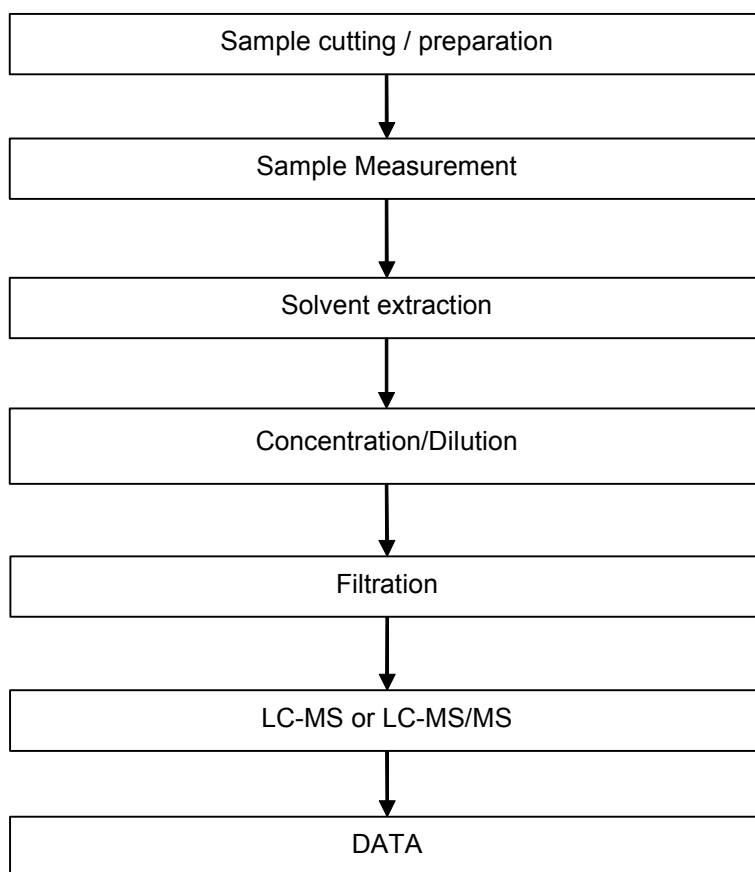 Sample cutting / preparation
Sample Measurement
Solvent extraction
Concentration/Dilution
Filtration
LC-MS or LC-MS/MS
DATA